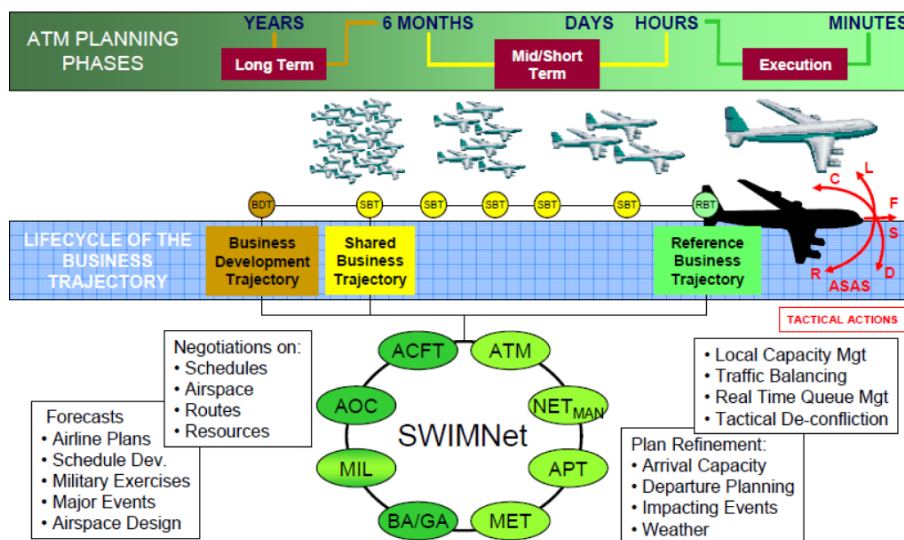 ATM PLANNING
PHASES
YEARS
6 MONTHS
DAYS
HOURS
MINUTES
Long Term
Mid/Short
Term
Execution
C
L
F
S
R
D
ASAS
BDT
SBT
SBT
SBT
SBT
SBT
RBT
LIFECYCLE OF THE
BUSINESS
TRAJECTORY
Business
Development
Trajectory
Shared
Business
Trajectory
Reference
Business
Trajectory
TACTICAL ACTIONS
Negotiations on:
• Schedules
• Airspace
• Routes
• Resources
Forecasts
• Airline Plans
• Schedule Dev.
• Military Exercises
• Major Events
• Airspace Design
ACFT
ATM
AOC
NETMAN
SWIMNet
MIL
APT
BA/GA
MET
• Local Capacity Mgt
• Traffic Balancing
• Real Time Queue Mgt
• Tactical De-confliction
Plan Refinement:
• Arrival Capacity
• Departure Planning
• Impacting Events
• Weather